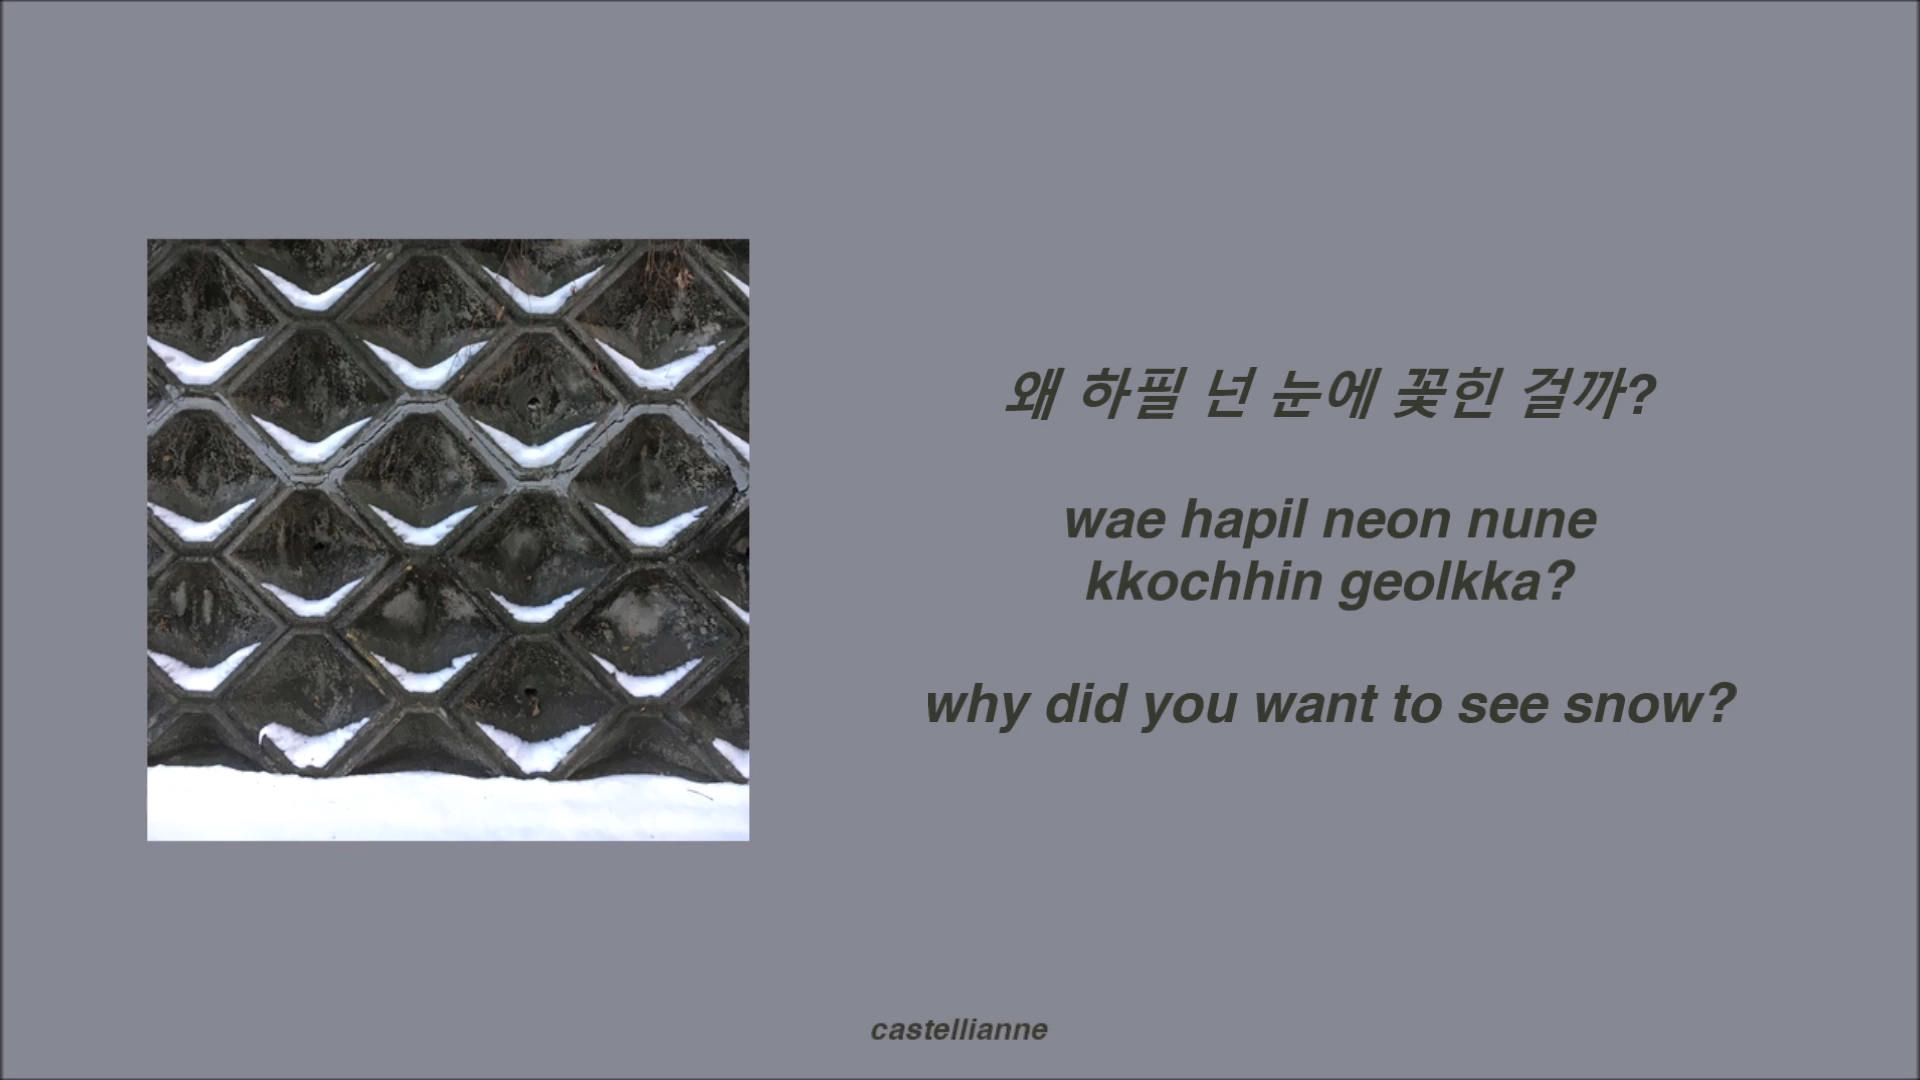 왜 하필 넌 눈에 꽃힌 걸까?
wae hapil neon nune
kkochhin geolkka?
why did you want to see snow?
castellianne